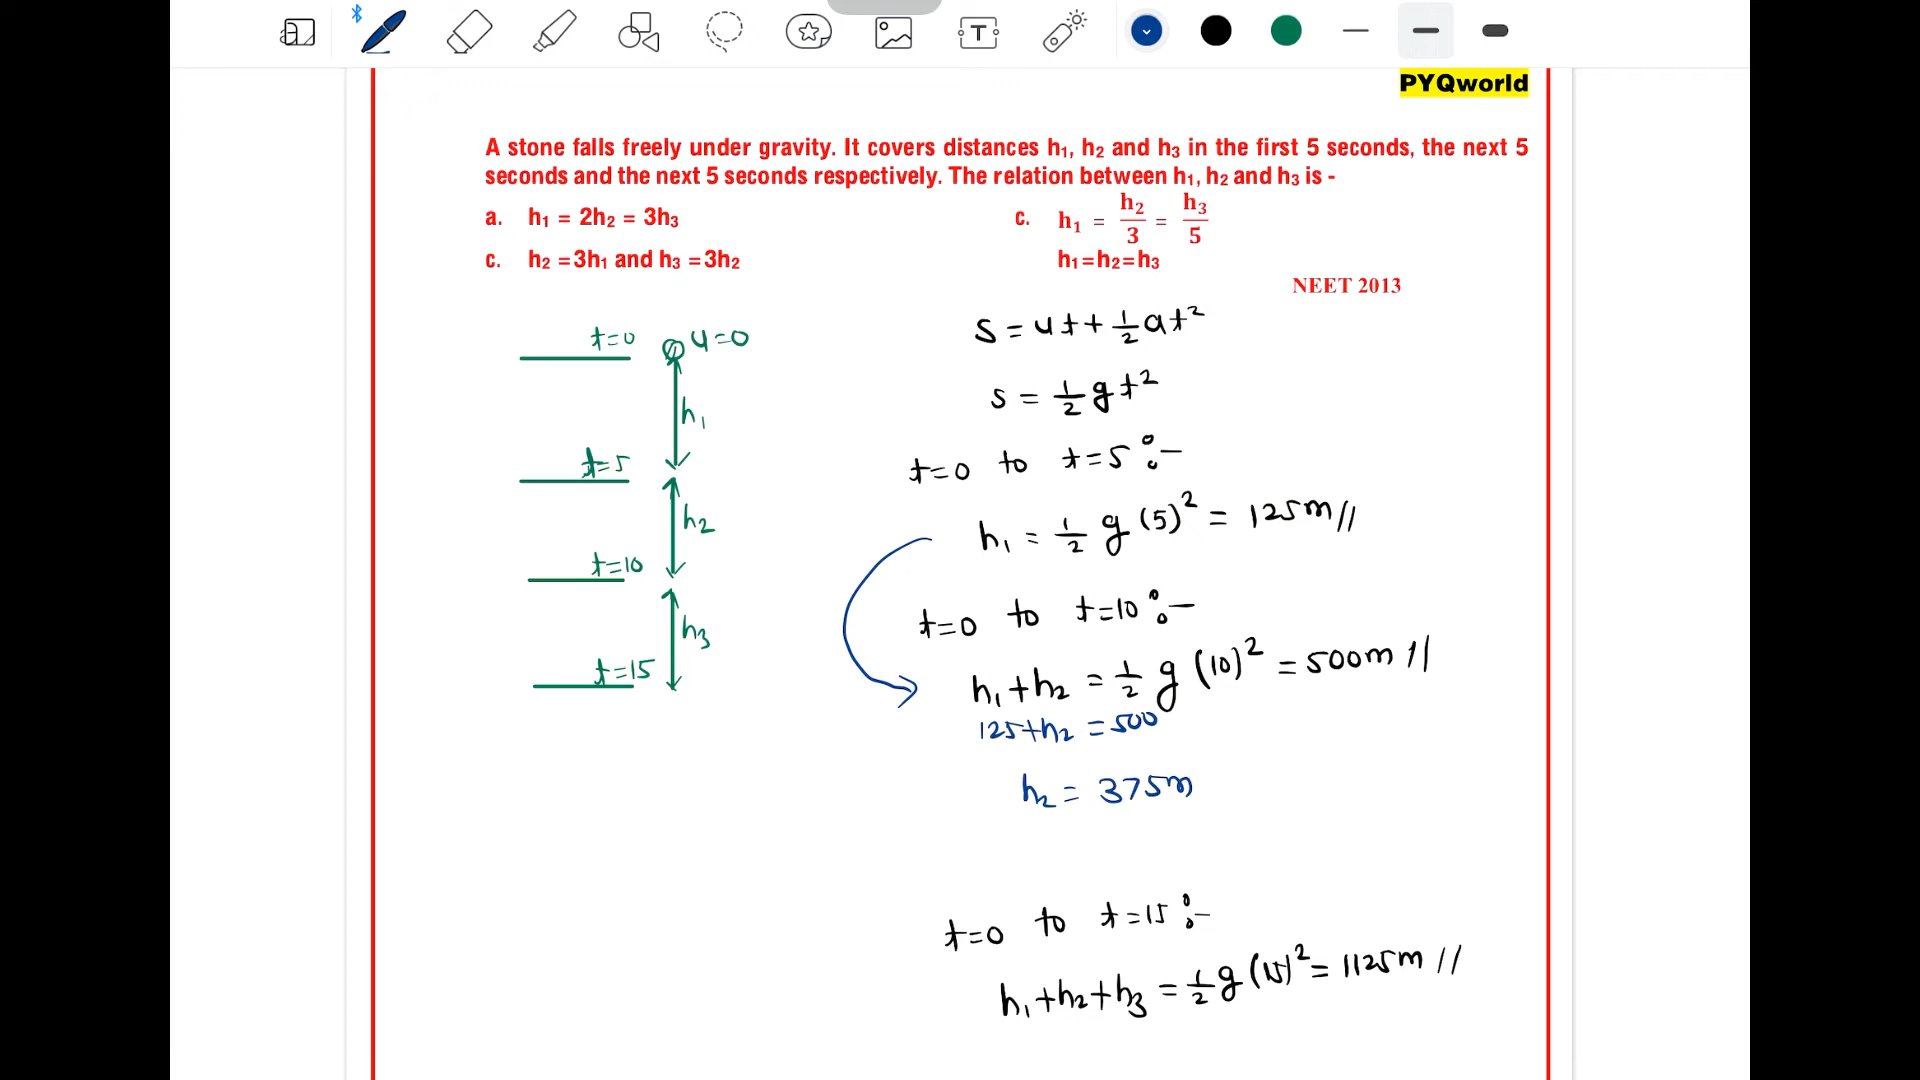 PYQworld
A stone falls freely under gravity. It covers distances h₁, h₂ and h₃ in the first 5 seconds, the next 5
seconds and the next 5 seconds respectively. The relation between h₁, h₂ and h₃ is -
a. h₁ = 2h₂ = 3h₃
c. h₁ = h₂/3 = h₃/5
c. h₂ =3h₁ and h₃ =3h₂
h₁=h₂=h₃
NEET 2013
t=0 u=0
h₁
t=5
h₂
t=10
h₃
t=15
S = ut + ½at²
s = ½gt²
t=0 to t=5 :-
h₁ = ½ g (5)² = 125m //
t=0 to t=10 :-
h₁+h₂ = ½ g (10)² = 500m //
125+h₂ = 500
h₂ = 375m
t=0 to t=15 :-
h₁+h₂+h₃ = ½ g (15)² = 1125m //
T